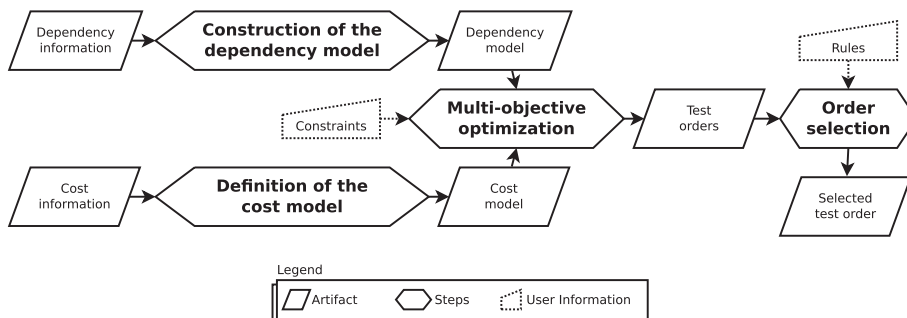 Dependency
information
Construction of the
dependency model
Dependency
model
Rules
Constraints
Multi-objective
optimization
Test
orders
Order
selection
Cost
information
Definition of the
cost model
Cost
model
Selected
test order
Legend
Artifact
Steps
User Information